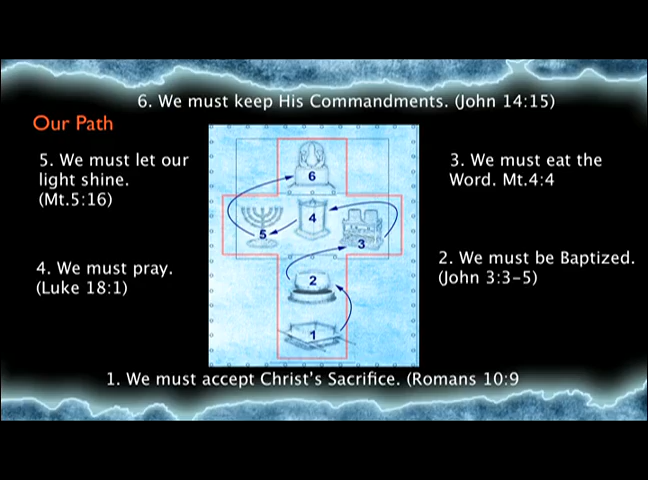 6. We must keep His Commandments. (John 14:15)
Our Path
5. We must let our
light shine.
(Mt.5:16)
3. We must eat the
Word. Mt.4:4
4. We must pray.
(Luke 18:1)
2. We must be Baptized.
(John 3:3-5)
6
4
5
3
2
1
1. We must accept Christ's Sacrifice. (Romans 10:9